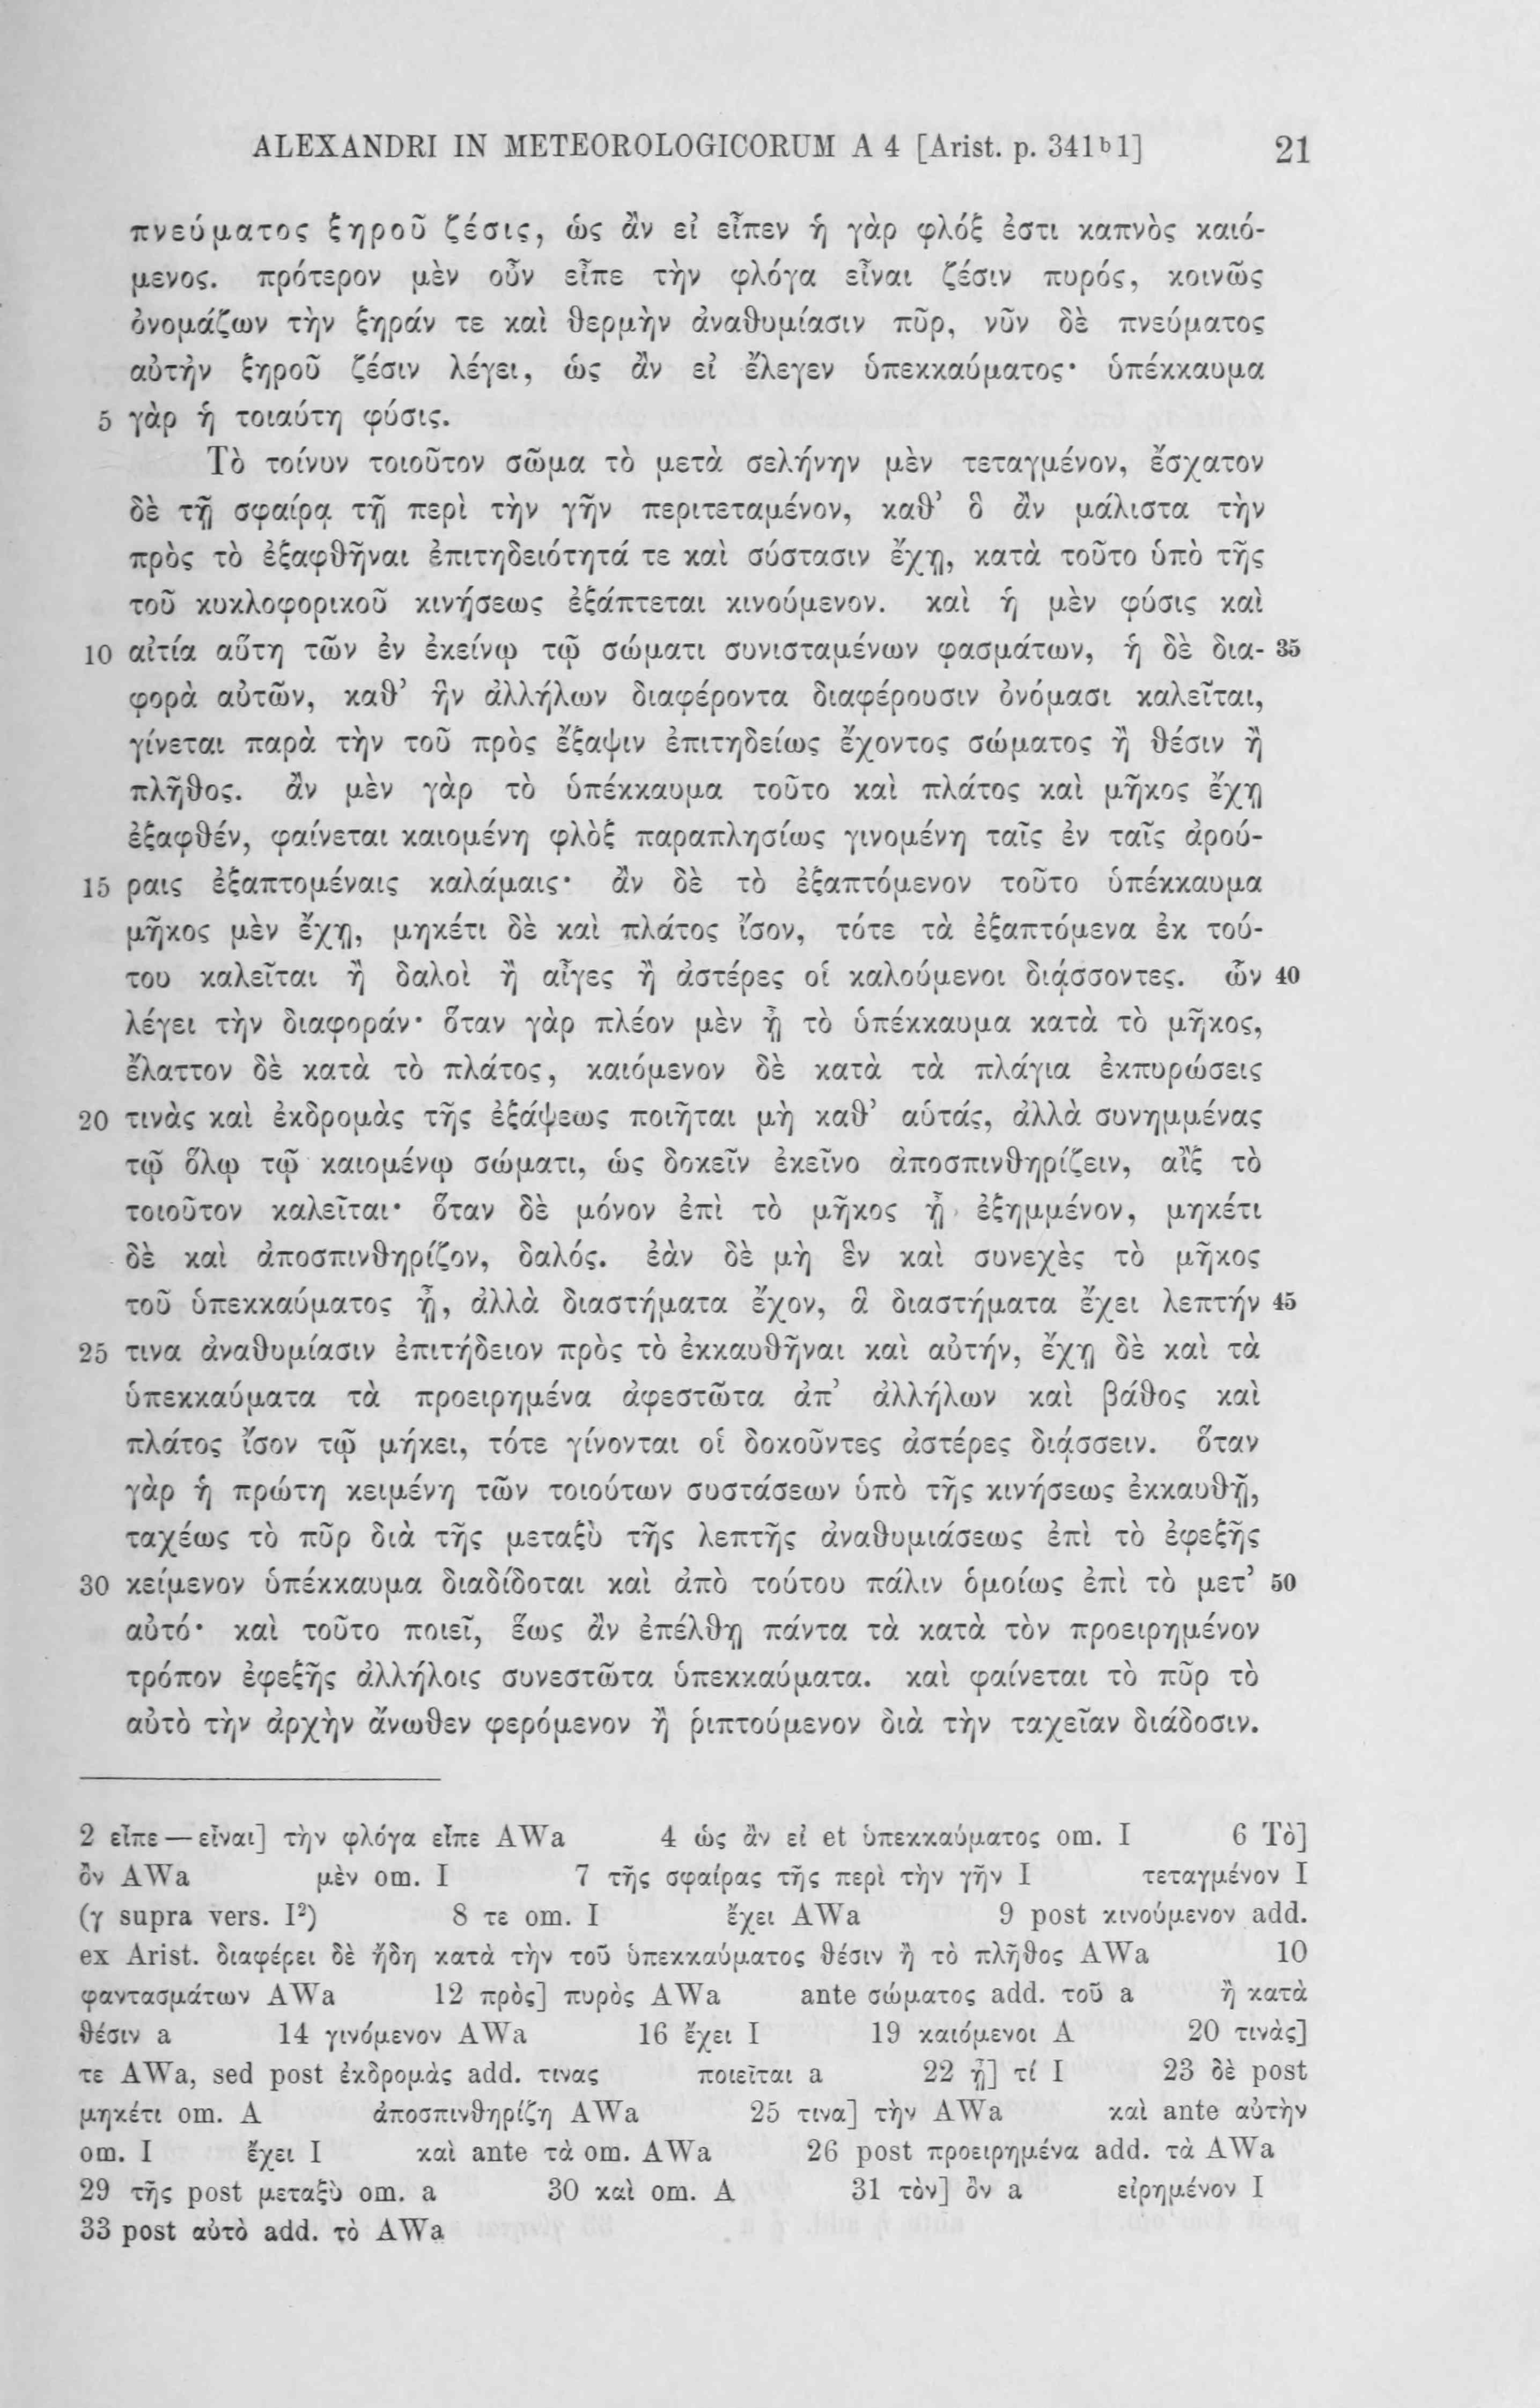 ALEXANDRI IN METEOROLOGICORUM A 4 [Arist. p. 341ᵇ1] 21
πνεύματος ξηροῦ ζέσις, ὡς ἂν εἰ εἶπεν ἡ γὰρ φλόξ ἐστι καπνὸς καιό-
μενος. πρότερον μὲν οὖν εἶπε τὴν φλόγα εἶναι ζέσιν πυρός, κοινῶς
ὀνομάζων τὴν ξηράν τε καὶ θερμὴν ἀναθυμίασιν πῦρ, νῦν δὲ πνεύματος
αὐτὴν ξηροῦ ζέσιν λέγει, ὡς ἂν εἰ ἔλεγεν ὑπεκκαύματος· ὑπέκκαυμα
5 γὰρ ἡ τοιαύτη φύσις.
Τὸ τοίνυν τοιοῦτον σῶμα τὸ μετὰ σελήνην μὲν τεταγμένον, ἔσχατον
δὲ τῇ σφαίρᾳ τῇ περὶ τὴν γῆν περιτεταμένον, καθ’ ὃ ἂν μάλιστα τὴν
πρὸς τὸ ἐξαφθῆναι ἐπιτηδειότητά τε καὶ σύστασιν ἔχῃ, κατὰ τοῦτο ὑπὸ τῆς
τοῦ κυκλοφορικοῦ κινήσεως ἐξάπτεται κινούμενον. καὶ ἡ μὲν φύσις καὶ
10 αἰτία αὕτη τῶν ἐν ἐκείνῳ τῷ σώματι συνισταμένων φασμάτων, ἡ δὲ δια- 35
φορὰ αὐτῶν, καθ’ ἣν ἀλλήλων διαφέροντα διαφέρουσιν ὀνόμασι καλεῖται,
γίνεται παρὰ τὴν τοῦ πρὸς ἔξαψιν ἐπιτηδείως ἔχοντος σώματος ἢ θέσιν ἢ
πλῆθος. ἂν μὲν γὰρ τὸ ὑπέκκαυμα τοῦτο καὶ πλάτος καὶ μῆκος ἔχῃ
ἐξαφθέν, φαίνεται καιομένη φλὸξ παραπλησίως γινομένη ταῖς ἐν ταῖς ἀρού-
15 ραις ἐξαπτομέναις καλάμαις· ἂν δὲ τὸ ἐξαπτόμενον τοῦτο ὑπέκκαυμα
μῆκος μὲν ἔχῃ, μηκέτι δὲ καὶ πλάτος ἴσον, τότε τὰ ἐξαπτόμενα ἐκ τού-
του καλεῖται ἢ δαλοὶ ἢ αἶγες ἢ ἀστέρες οἱ καλούμενοι διᾴσσοντες. ὧν 40
λέγει τὴν διαφοράν· ὅταν γὰρ πλέον μὲν ᾖ τὸ ὑπέκκαυμα κατὰ τὸ μῆκος,
ἔλαττον δὲ κατὰ τὸ πλάτος, καιόμενον δὲ κατὰ τὰ πλάγια ἐκπυρώσεις
20 τινὰς καὶ ἐκδρομὰς τῆς ἐξάψεως ποιῆται μὴ καθ’ αὑτάς, ἀλλὰ συνημμένας
τῷ ὅλῳ τῷ καιομένῳ σώματι, ὡς δοκεῖν ἐκεῖνο ἀποσπινθηρίζειν, αἲξ τὸ
τοιοῦτον καλεῖται· ὅταν δὲ μόνον ἐπὶ τὸ μῆκος ᾖ ἐξημμένον, μηκέτι
δὲ καὶ ἀποσπινθηρίζον, δαλός. ἐὰν δὲ μὴ ἓν καὶ συνεχὲς τὸ μῆκος
τοῦ ὑπεκκαύματος ᾖ, ἀλλὰ διαστήματα ἔχον, ἃ διαστήματα ἔχει λεπτήν 45
25 τινα ἀναθυμίασιν ἐπιτήδειον πρὸς τὸ ἐκκαυθῆναι καὶ αὐτήν, ἔχῃ δὲ καὶ τὰ
ὑπεκκαύματα τὰ προειρημένα ἀφεστῶτα ἀπ’ ἀλλήλων καὶ βάθος καὶ
πλάτος ἴσον τῷ μήκει, τότε γίνονται οἱ δοκοῦντες ἀστέρες διᾴσσειν. ὅταν
γὰρ ἡ πρώτη κειμένη τῶν τοιούτων συστάσεων ὑπὸ τῆς κινήσεως ἐκκαυθῇ,
ταχέως τὸ πῦρ διὰ τῆς μεταξὺ τῆς λεπτῆς ἀναθυμιάσεως ἐπὶ τὸ ἐφεξῆς
30 κείμενον ὑπέκκαυμα διαδίδοται καὶ ἀπὸ τούτου πάλιν ὁμοίως ἐπὶ τὸ μετ’ 50
αὐτό· καὶ τοῦτο ποιεῖ, ἕως ἂν ἐπέλθῃ πάντα τὰ κατὰ τὸν προειρημένον
τρόπον ἐφεξῆς ἀλλήλοις συνεστῶτα ὑπεκκαύματα. καὶ φαίνεται τὸ πῦρ τὸ
αὐτὸ τὴν ἀρχὴν ἄνωθεν φερόμενον ἢ ῥιπτούμενον διὰ τὴν ταχεῖαν διάδοσιν.
2 εἶπε — εἶναι] τὴν φλόγα εἶπε AWa 4 ὡς ἂν εἰ et ὑπεκκαύματος om. I 6 Τὸ]
ὃν AWa μὲν om. I 7 τῆς σφαίρας τῆς περὶ τὴν γῆν I τεταγμένον I
(γ supra vers. I²) 8 τε om. I ἔχει AWa 9 post κινούμενον add.
ex Arist. διαφέρει δὲ ἤδη κατὰ τὴν τοῦ ὑπεκκαύματος θέσιν ἢ τὸ πλῆθος AWa 10
φαντασμάτων AWa 12 πρὸς] πυρὸς AWa ante σώματος add. τοῦ a ἢ κατὰ
θέσιν a 14 γινόμενον AWa 16 ἔχει I 19 καιόμενοι A 20 τινὰς]
τε AWa, sed post ἐκδρομὰς add. τινας ποιεῖται a 22 ᾖ] τί I 23 δὲ post
μηκέτι om. A ἀποσπινθηρίζῃ AWa 25 τινα] τὴν AWa καὶ ante αὐτὴν
om. I ἔχει I καὶ ante τὰ om. AWa 26 post προειρημένα add. τὰ AWa
29 τῆς post μεταξὺ om. a 30 καὶ om. A 31 τὸν] ὃν a εἰρημένον I
33 post αὐτὸ add. τὸ AWa